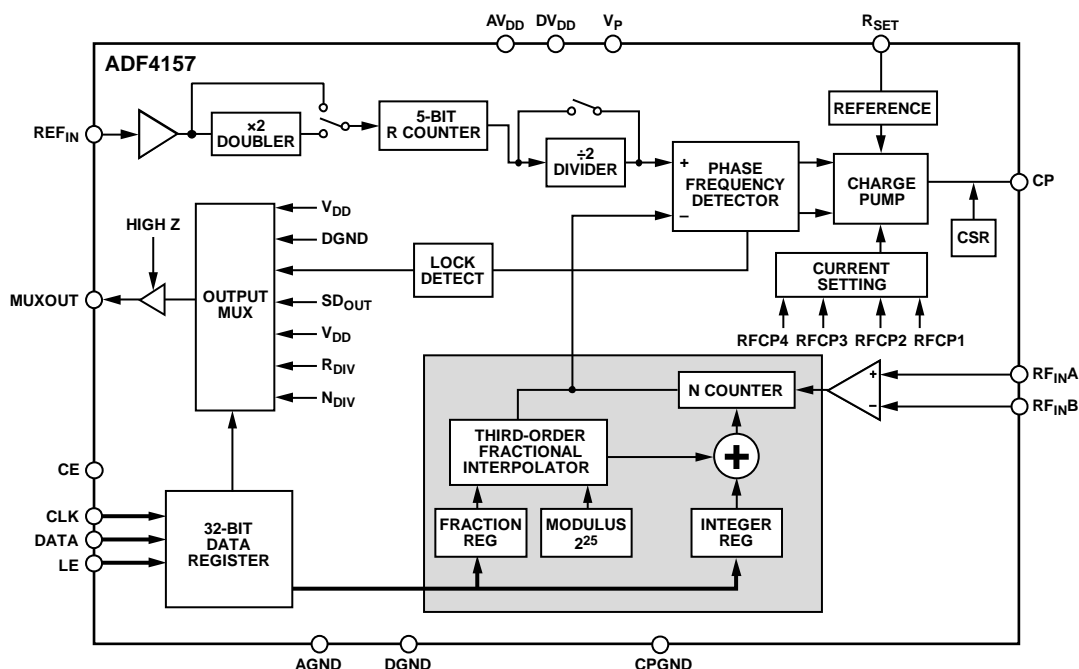 AVDD DVDD VP RSET
ADF4157
REFIN
×2
DOUBLER
5-BIT
R COUNTER
÷2
DIVIDER
+
−
PHASE
FREQUENCY
DETECTOR
REFERENCE
CHARGE
PUMP
CP
CSR
HIGH Z
MUXOUT
OUTPUT
MUX
VDD
DGND
SDOUT
VDD
RDIV
NDIV
LOCK
DETECT
CURRENT
SETTING
RFCP4 RFCP3 RFCP2 RFCP1
N COUNTER
+
−
RFINA
RFINB
THIRD-ORDER
FRACTIONAL
INTERPOLATOR
+
FRACTION
REG
MODULUS
2²⁵
INTEGER
REG
CE
CLK
DATA
LE
32-BIT
DATA
REGISTER
AGND DGND CPGND